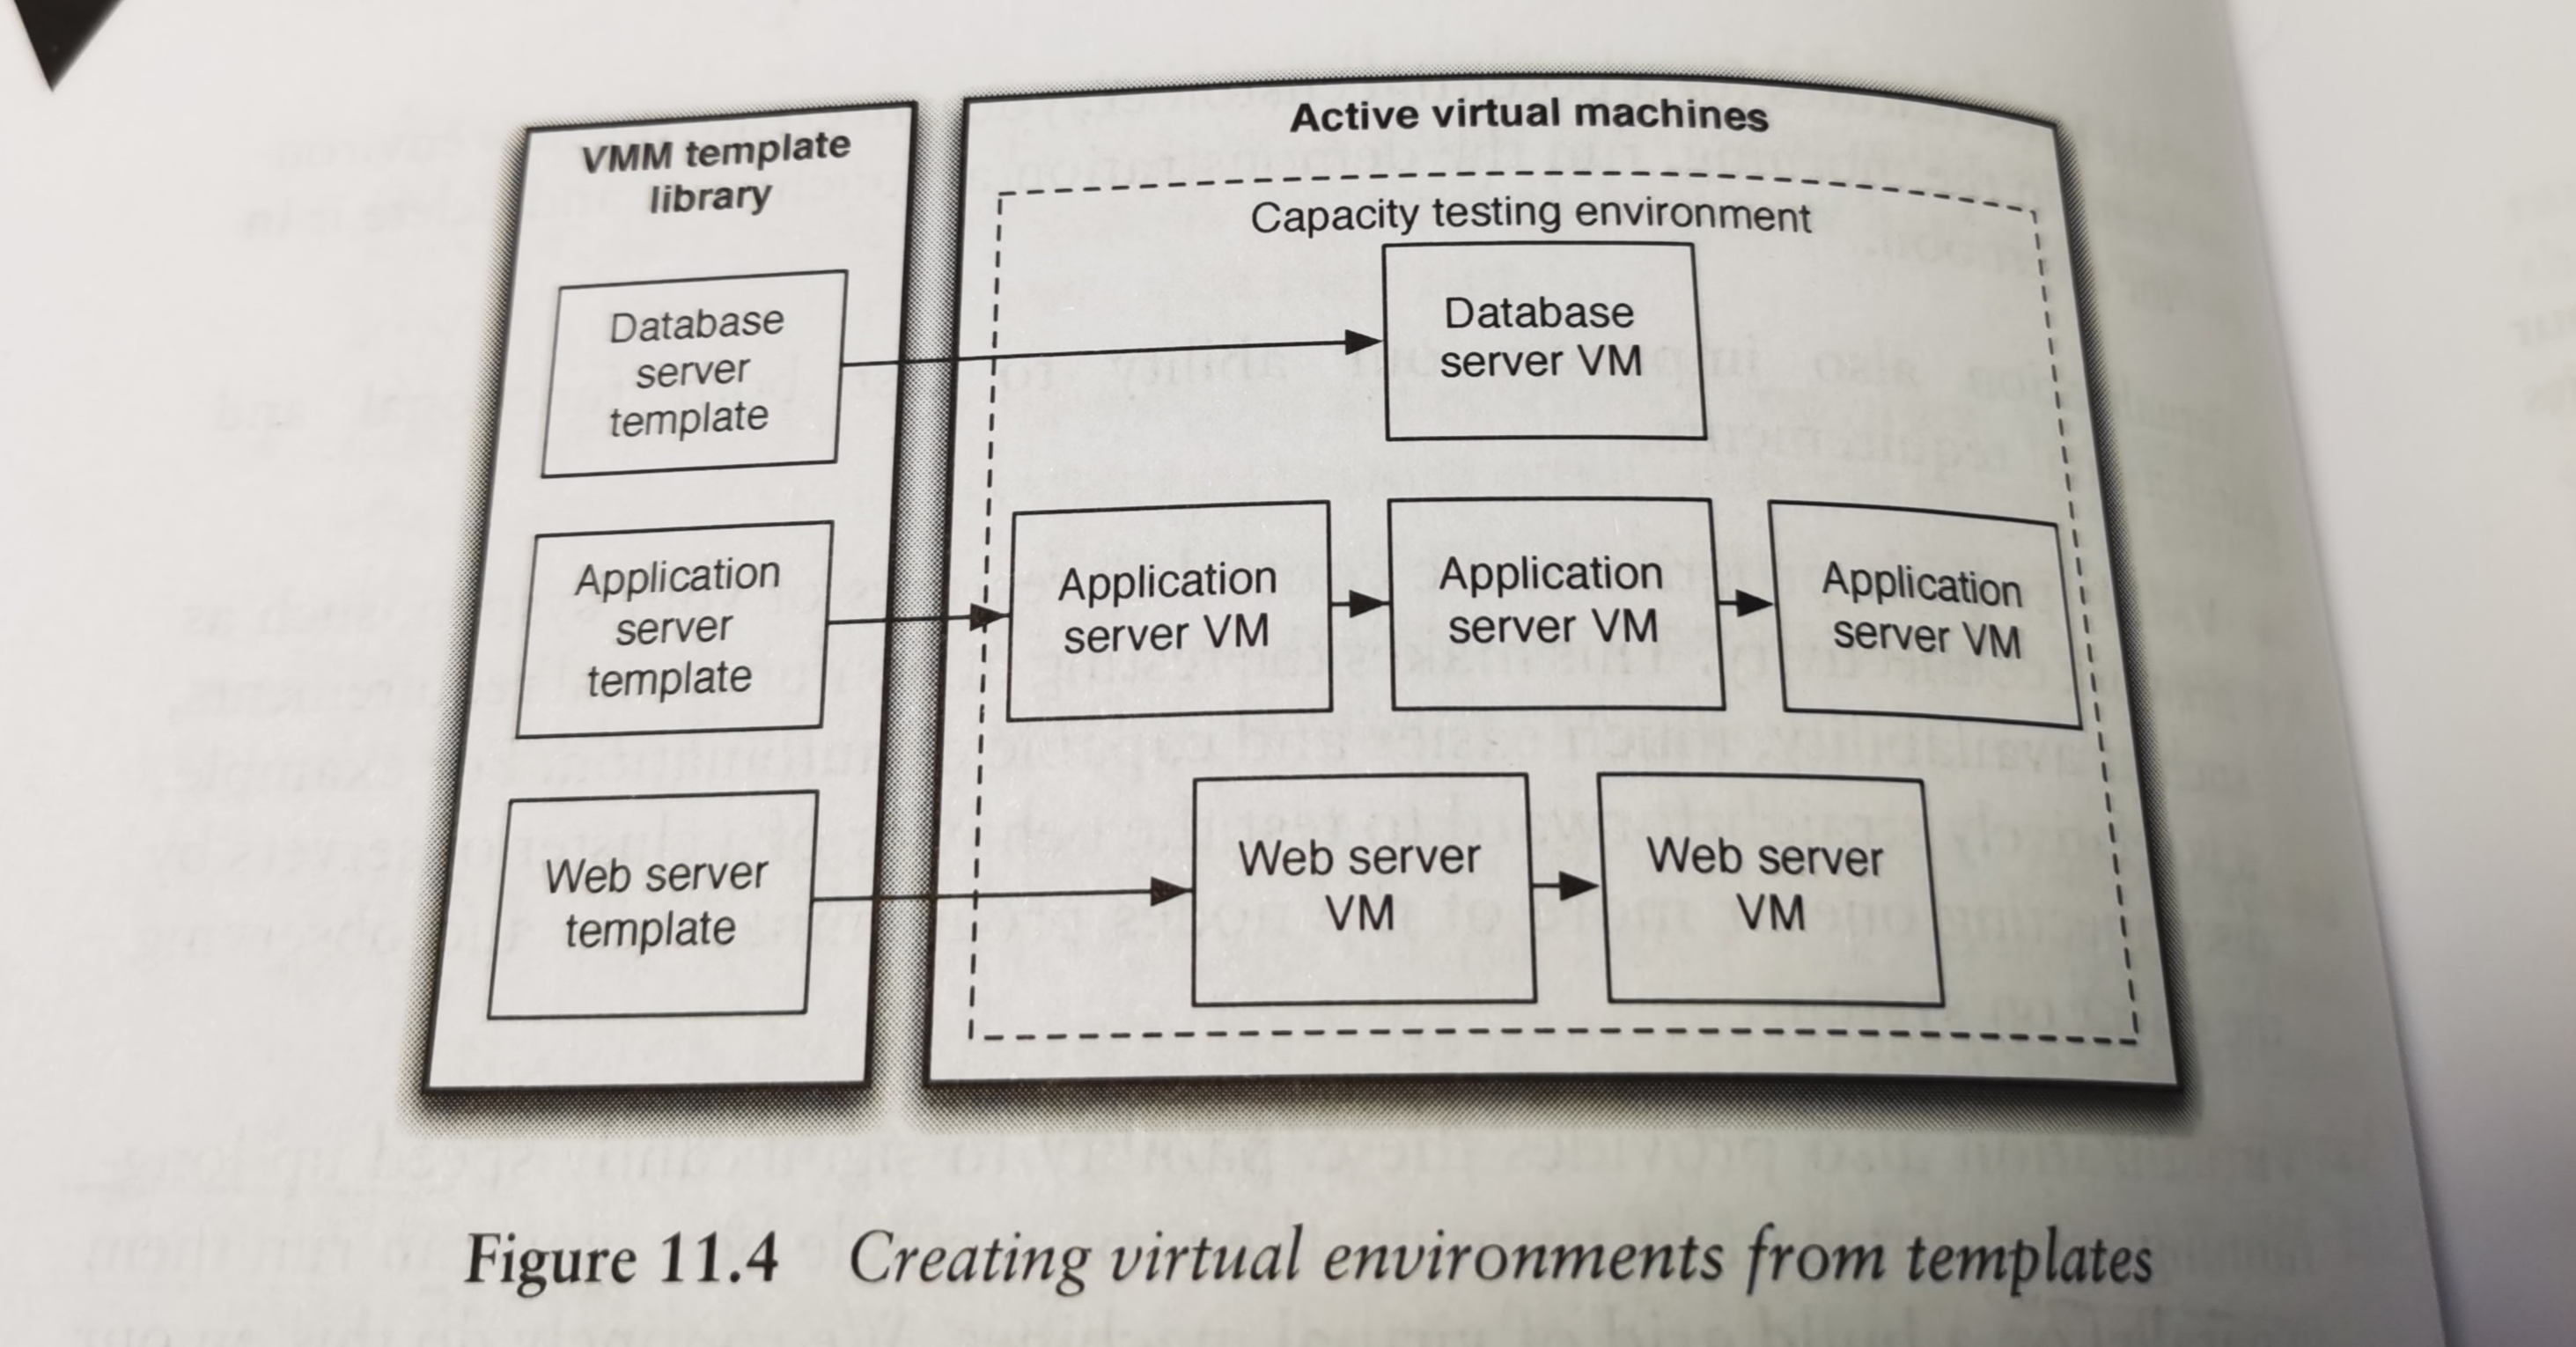 VMM template
library
Database
server
template
Application
server
template
Web server
template
Active virtual machines
Capacity testing environment
Database
server VM
Application
server VM
Application
server VM
Application
server VM
Web server
VM
Web server
VM
Figure 11.4 Creating virtual environments from templates